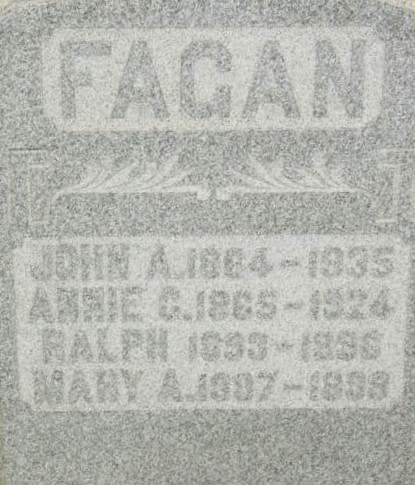 FAGAN
JOHN A. 1864-1935
ANNIE C. 1865-1924
RALPH
MARY A.